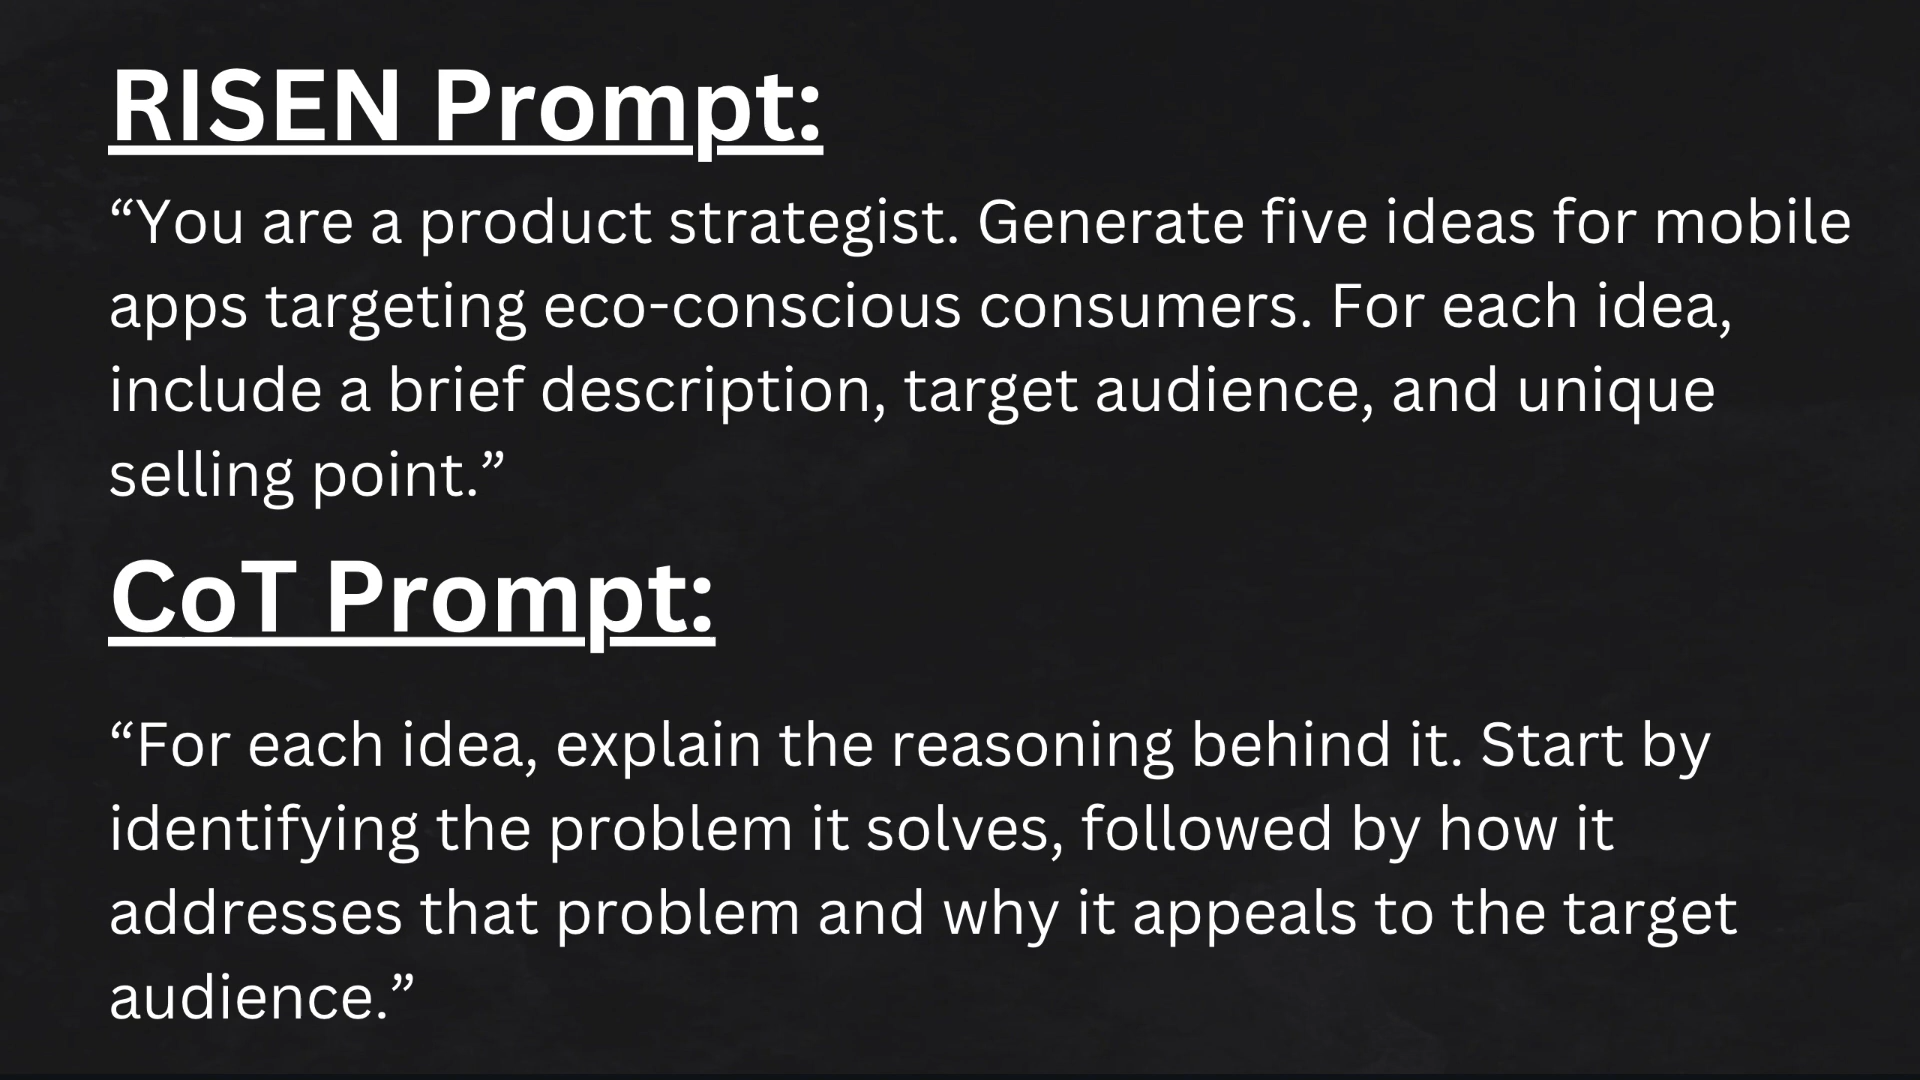 RISEN Prompt:
“You are a product strategist. Generate five ideas for mobile
apps targeting eco-conscious consumers. For each idea,
include a brief description, target audience, and unique
selling point.”
CoT Prompt:
“For each idea, explain the reasoning behind it. Start by
identifying the problem it solves, followed by how it
addresses that problem and why it appeals to the target
audience.”